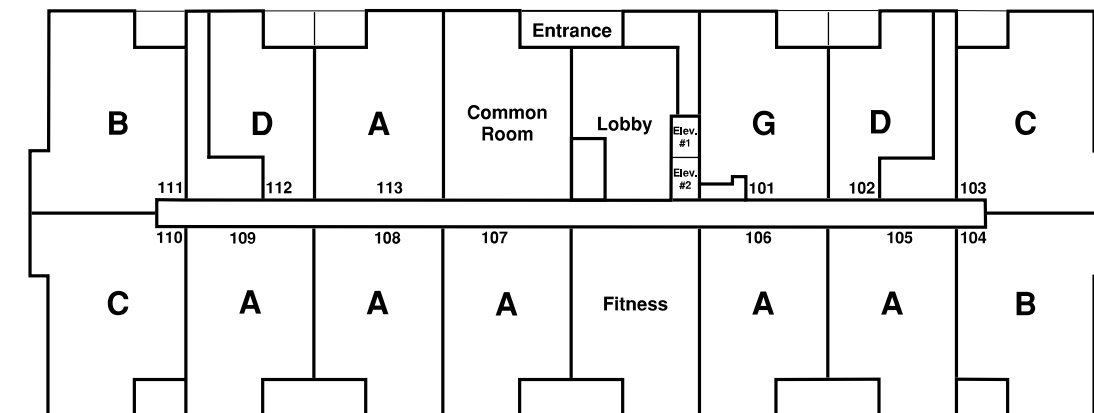 Entrance
B
D
A
Common
Room
Lobby
Elev.
#1
Elev.
#2
G
D
C
111
112
113
101
102
103
110
109
108
107
106
105
104
C
A
A
A
Fitness
A
A
B